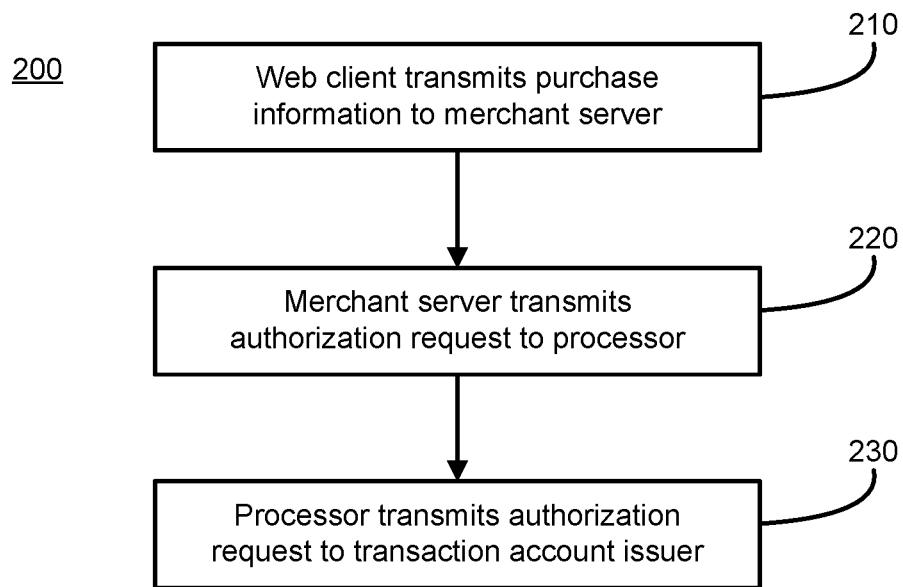 200
210
Web client transmits purchase
information to merchant server
220
Merchant server transmits
authorization request to processor
230
Processor transmits authorization
request to transaction account issuer